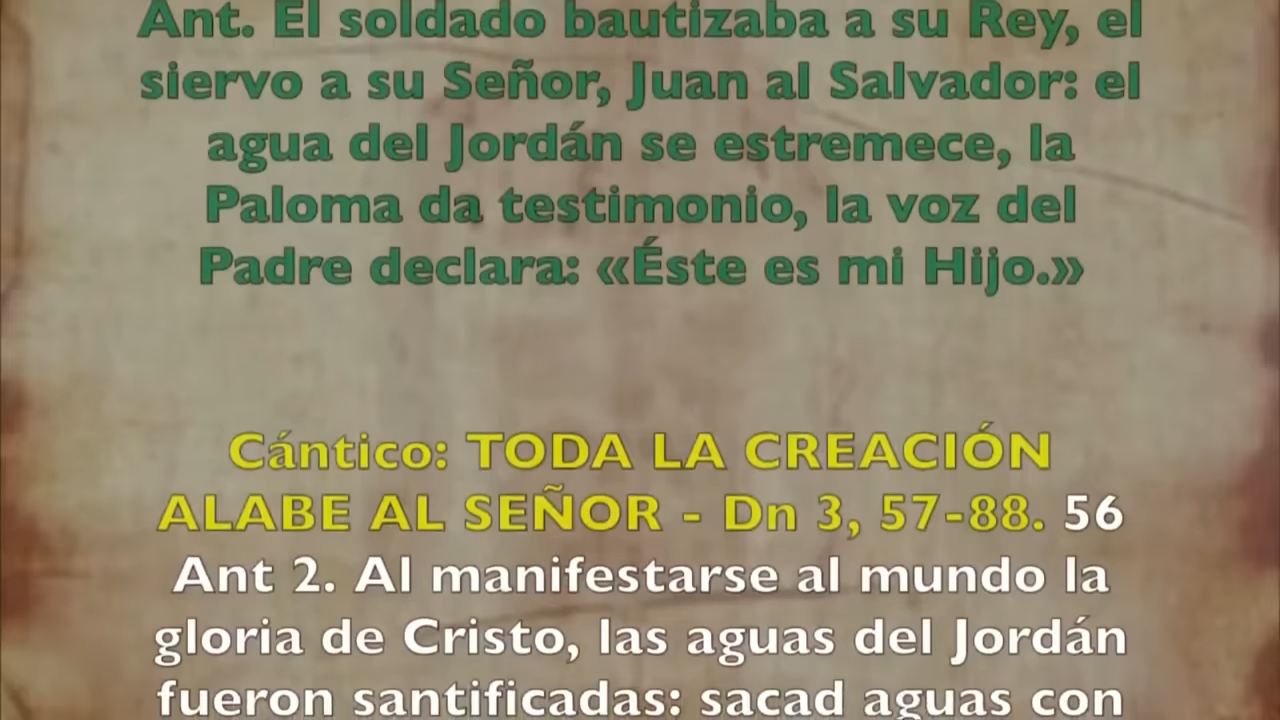 Ant. El soldado bautizaba a su Rey, el
siervo a su Señor, Juan al Salvador: el
agua del Jordán se estremece, la
Paloma da testimonio, la voz del
Padre declara: «Éste es mi Hijo.»
Cántico: TODA LA CREACIÓN
ALABE AL SEÑOR - Dn 3, 57-88. 56
Ant 2. Al manifestarse al mundo la
gloria de Cristo, las aguas del Jordán
fueron santificadas: sacad aguas con